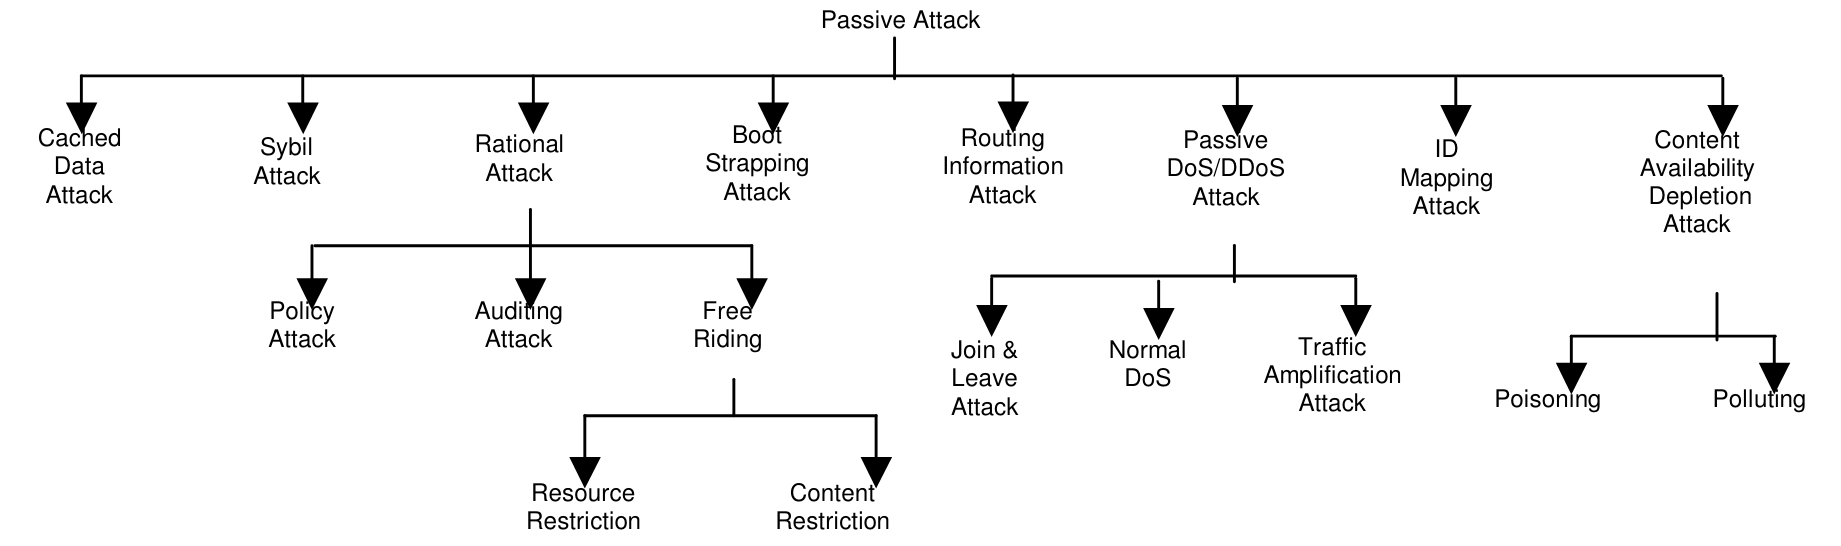 Passive Attack
Cached
Data
Attack
Sybil
Attack
Rational
Attack
Boot
Strapping
Attack
Routing
Information
Attack
Passive
DoS/DDoS
Attack
ID
Mapping
Attack
Content
Availability
Depletion
Attack
Policy
Attack
Auditing
Attack
Free
Riding
Join &
Leave
Attack
Normal
DoS
Traffic
Amplification
Attack
Poisoning
Polluting
Resource
Restriction
Content
Restriction